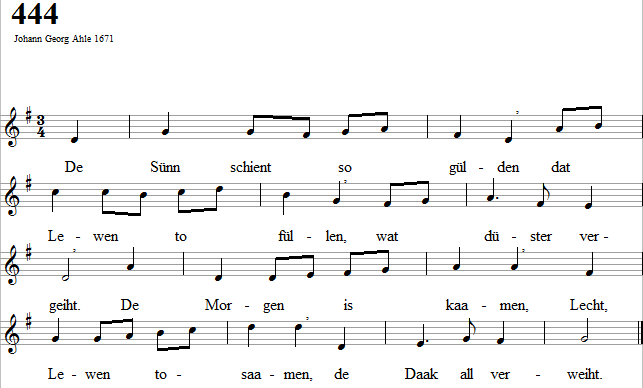 444
Johann Georg Ahle 1671
3
4
De Sünn schient so gül - den dat
Le - wen to fül - len, wat dü - ster ver -
geiht. De Mor - gen is kaa - men, Lecht,
Le - wen to - saa - men, de Daak all ver - weiht.